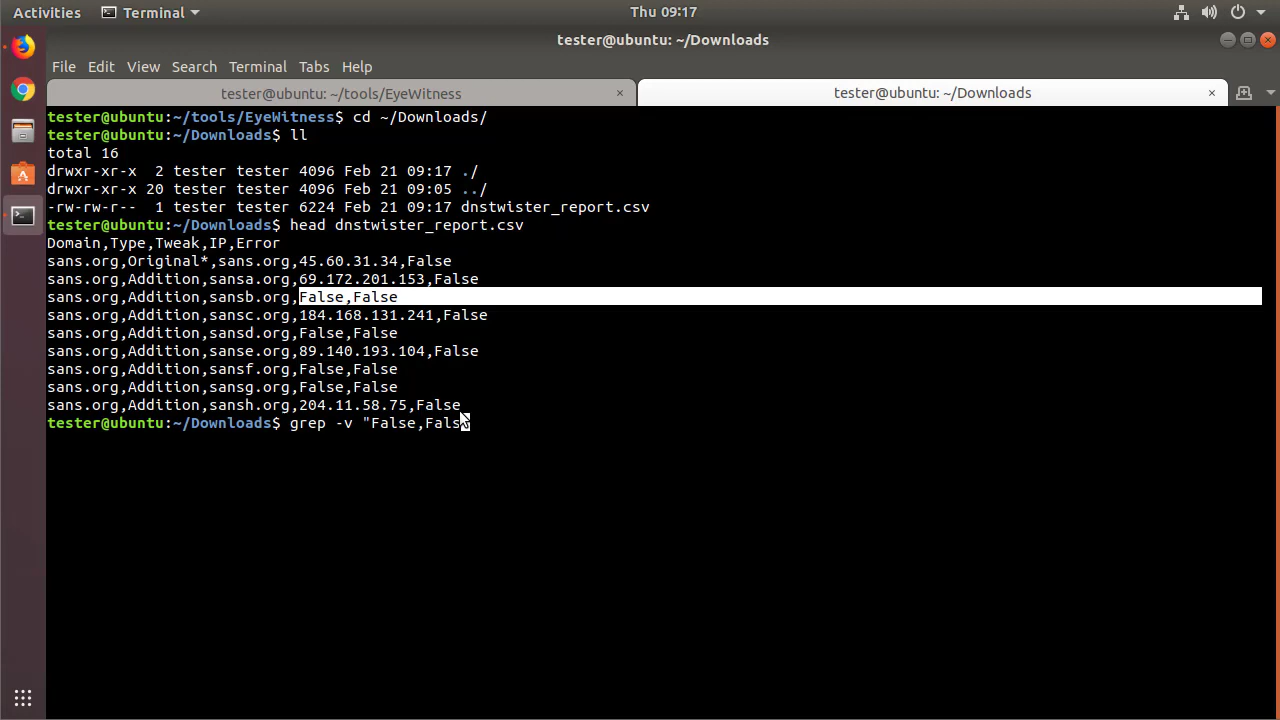 Activities Terminal Thu 09:17
tester@ubuntu: ~/Downloads
File Edit View Search Terminal Tabs Help
tester@ubuntu: ~/tools/EyeWitness × tester@ubuntu: ~/Downloads ×
tester@ubuntu:~/tools/EyeWitness$ cd ~/Downloads/
tester@ubuntu:~/Downloads$ ll
total 16
drwxr-xr-x  2 tester tester 4096 Feb 21 09:17 ./
drwxr-xr-x 20 tester tester 4096 Feb 21 09:05 ../
-rw-rw-r--  1 tester tester 6224 Feb 21 09:17 dnstwister_report.csv
tester@ubuntu:~/Downloads$ head dnstwister_report.csv
Domain,Type,Tweak,IP,Error
sans.org,Original*,sans.org,45.60.31.34,False
sans.org,Addition,sansa.org,69.172.201.153,False
sans.org,Addition,sansb.org,False,False
sans.org,Addition,sansc.org,184.168.131.241,False
sans.org,Addition,sansd.org,False,False
sans.org,Addition,sanse.org,89.140.193.104,False
sans.org,Addition,sansf.org,False,False
sans.org,Addition,sansg.org,False,False
sans.org,Addition,sansh.org,204.11.58.75,False
tester@ubuntu:~/Downloads$ grep -v "False,Fals